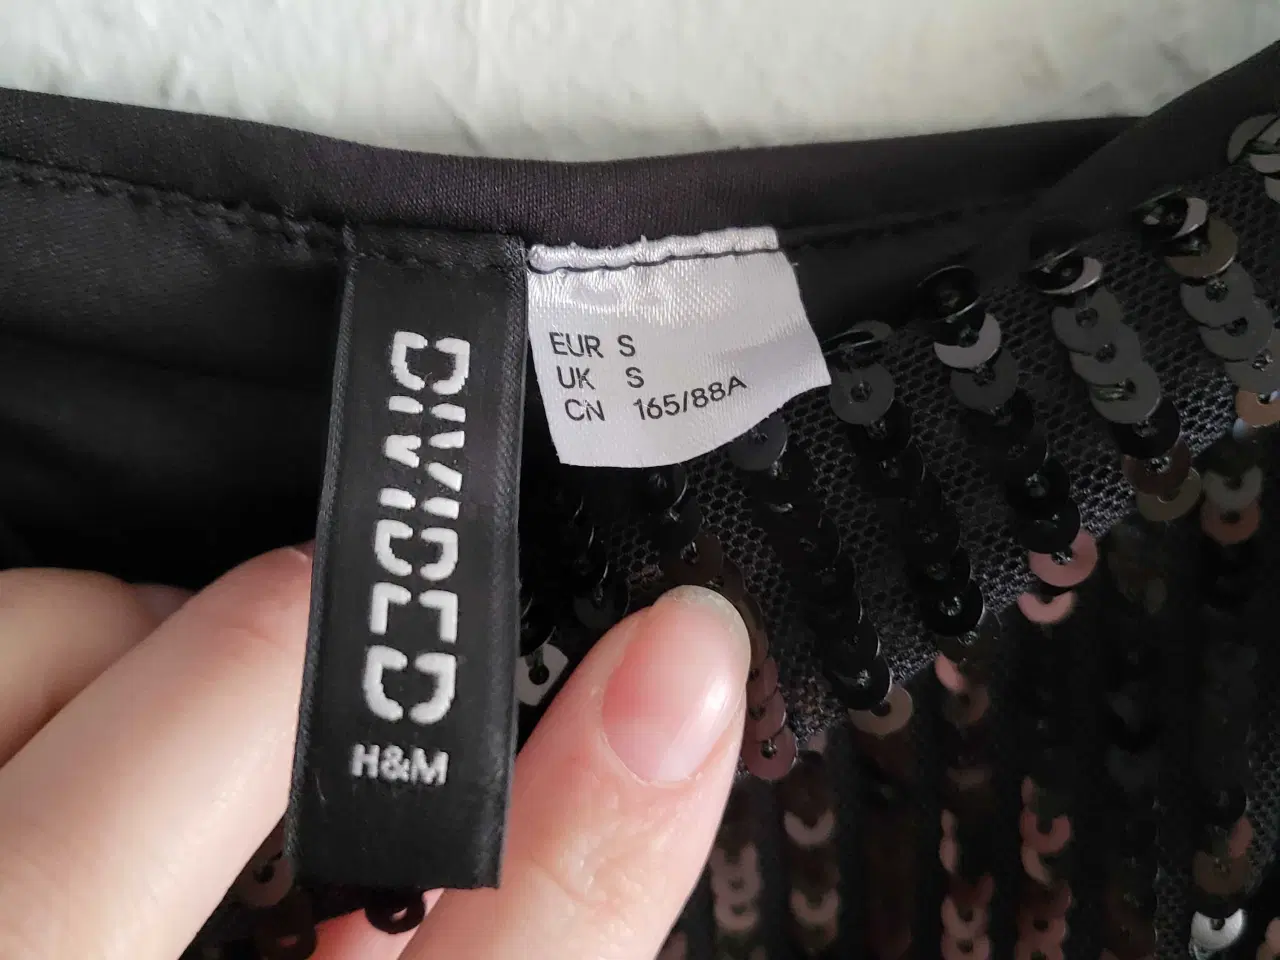 DIVIDED
H&M
EUR S
UK S
CN 165/88A